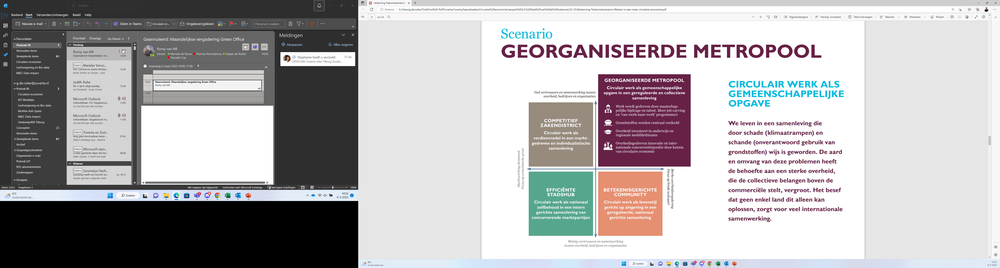 Zoeken
Bestand Start Verzenden/ontvangen Beeld Help
Nieuwe e-mail
Delen in Teams
Circulaire ec...
Ongelezen/gelezen
Personen zoeken
Favorieten
Postvak IN 3
Verzonden items
Verwijderde items 61
Circulaire economie
Leefomgeving en Bio-data
MIEC Data impact
g.de.ruiter@yuverta.nl
Postvak IN 3
Circulaire economie
KIT Mindlabs
Leefomgeving en Bio-data
McAfee Anti-Spam
MIEC Data impact
Onderwijs400 Tilburg
Concepten [2]
Verzonden items
Verwijderde items 61
Archief
Gesprekgeschiedenis
Ongewenste e-mail
Postvak UIT
RSS-abonnementen
Zoekmappen
Groepen
Prioriteit Overige Op Datum
Vandaag
Romy van Mil
Geannuleerd: Maandelijkse ver... 14:36
Extern Marieke Vervo...
FW: Commercie Game SPL&Se... 13:38
Beste Dimitri en Gerjan, Leuk
Judith Ruhe
RE: 4 april vakgroepdag 13:38
Hoi Roeland, Zoals ik had
Microsoft Outlook
Onbestelbaar: FW: Stagebezoe... 12:00
Uw bericht kan niet worden
Microsoft Outlook
Onbestelbaar: Stagebezoek Yu... 11:58
Uw bericht kan niet worden
Extern Yuverta en Zust...
Nog geen kerstcadeau keuze ... 07:43
Alleen vandaag nog - daarna
Extern Microsoft nam...
U hebt geplande taken die bin... 06:08
Hallo Gerjan. U heeft een taak
Gisteren
Extern Soumeiya Hach...
Soumeiya heeft een bericht ver... zo 19:12
Gerjan gaf aan volgende week
Geannuleerd: Maandelijkse vergadering Green Office
Romy van Mil
Vereist Mariska de Rouw; Thomas Noordeloos; Gerjan de Ruiter; 14:36
Pascalle Cup
maandag 6 maart 2023 16:00-17:00
16:00 Geannuleerd: Maandelijkse vergadering Green Office
Romy van Mil
17:00
Meldingen
Aanpassen Alles negeren
Stephanie heeft u vermeld 27 Jan
OPEN DAG Yuverta mbo Tilburg Zonda...
Items: 3.812 Ongelezen: 3 Alle mappen zijn bijgewerkt. Verbonden met: Microsoft Exchange Weergave-instellingen 100%
6°C
Grotendeels be...
Zoeken
14:52
6-3-2023
2
Verkenning-Toekomstscenarios-
Bestand C:/Users/g.de.ruiter/OneDrive%20-%20Yuverta/Yuverta/Specialisaties/Circulaire%20economie/Leerjaar%203/3.%20Stad%20van%20de%20toekomst/22-23/Verkenning-Toekomstscenarios-Werken-in-een-meer-circulaire-economie.pdf
13 van 24
Paginaweergave Hardop voorlezen Tekst toevoegen Tekenen Markeren Wissen
Scenario
GEORGANISEERDE METROPOOL
Veel vertrouwen en samenwerking tussen
overheid, bedrijven en organisaties
GEORGANISEERDE METROPOOL
Circulair werk als gemeenschappelijke
opgave in een gereguleerde en collectieve
samenleving
Werk wordt gedreven door maatschap-
pelijke bijdrage en talent. Meer job carving
en ‘van-werk-naar-werk’ programma’s
Grondstoffen worden centraal verdeeld
Overheid investeert in onderwijs en
regionale mobiliteitteams
Overheidsgedreven innovatie en inter-
nationale concurrentiepositie door kennis
van circulaire economie
COMPETITIEF
ZAKENDISTRICT
Circulair werk als
verdienmodel in een markt-
gedreven en individualistische
samenleving
Marktwerking dominant
Focus op economische groei
Sterke overheidsregulering
Focus op brede welvaart
EFFICIËNTE
STADSHUB
Circulair werk als nationaal
zelfbehoud in een intern
gerichte samenleving van
concurrerende marktpartijen
BETEKENISGERICHTE
COMMUNITY
Circulair werk als levenstijl
gericht op zingeving in een
gereguleerde, nationaal
gerichte samenleving
Weinig vertrouwen en samenwerking
tussen overheid, bedrijven en organisaties
CIRCULAIR WERK ALS
GEMEENSCHAPPELIJKE
OPGAVE
We leven in een samenleving die
door schade (klimaatrampen) en
schande (onverantwoord gebruik van
grondstoffen) wijs is geworden. De aard
en omvang van deze problemen heeft
de behoefte aan een sterke overheid,
die de collectieve belangen boven de
commerciële stelt, vergroot. Het besef
dat geen enkel land dit alleen kan
oplossen, zorgt voor veel internationale
samenwerking.
6°C
Grotendeels be...
Zoeken
14:52
6-3-2023